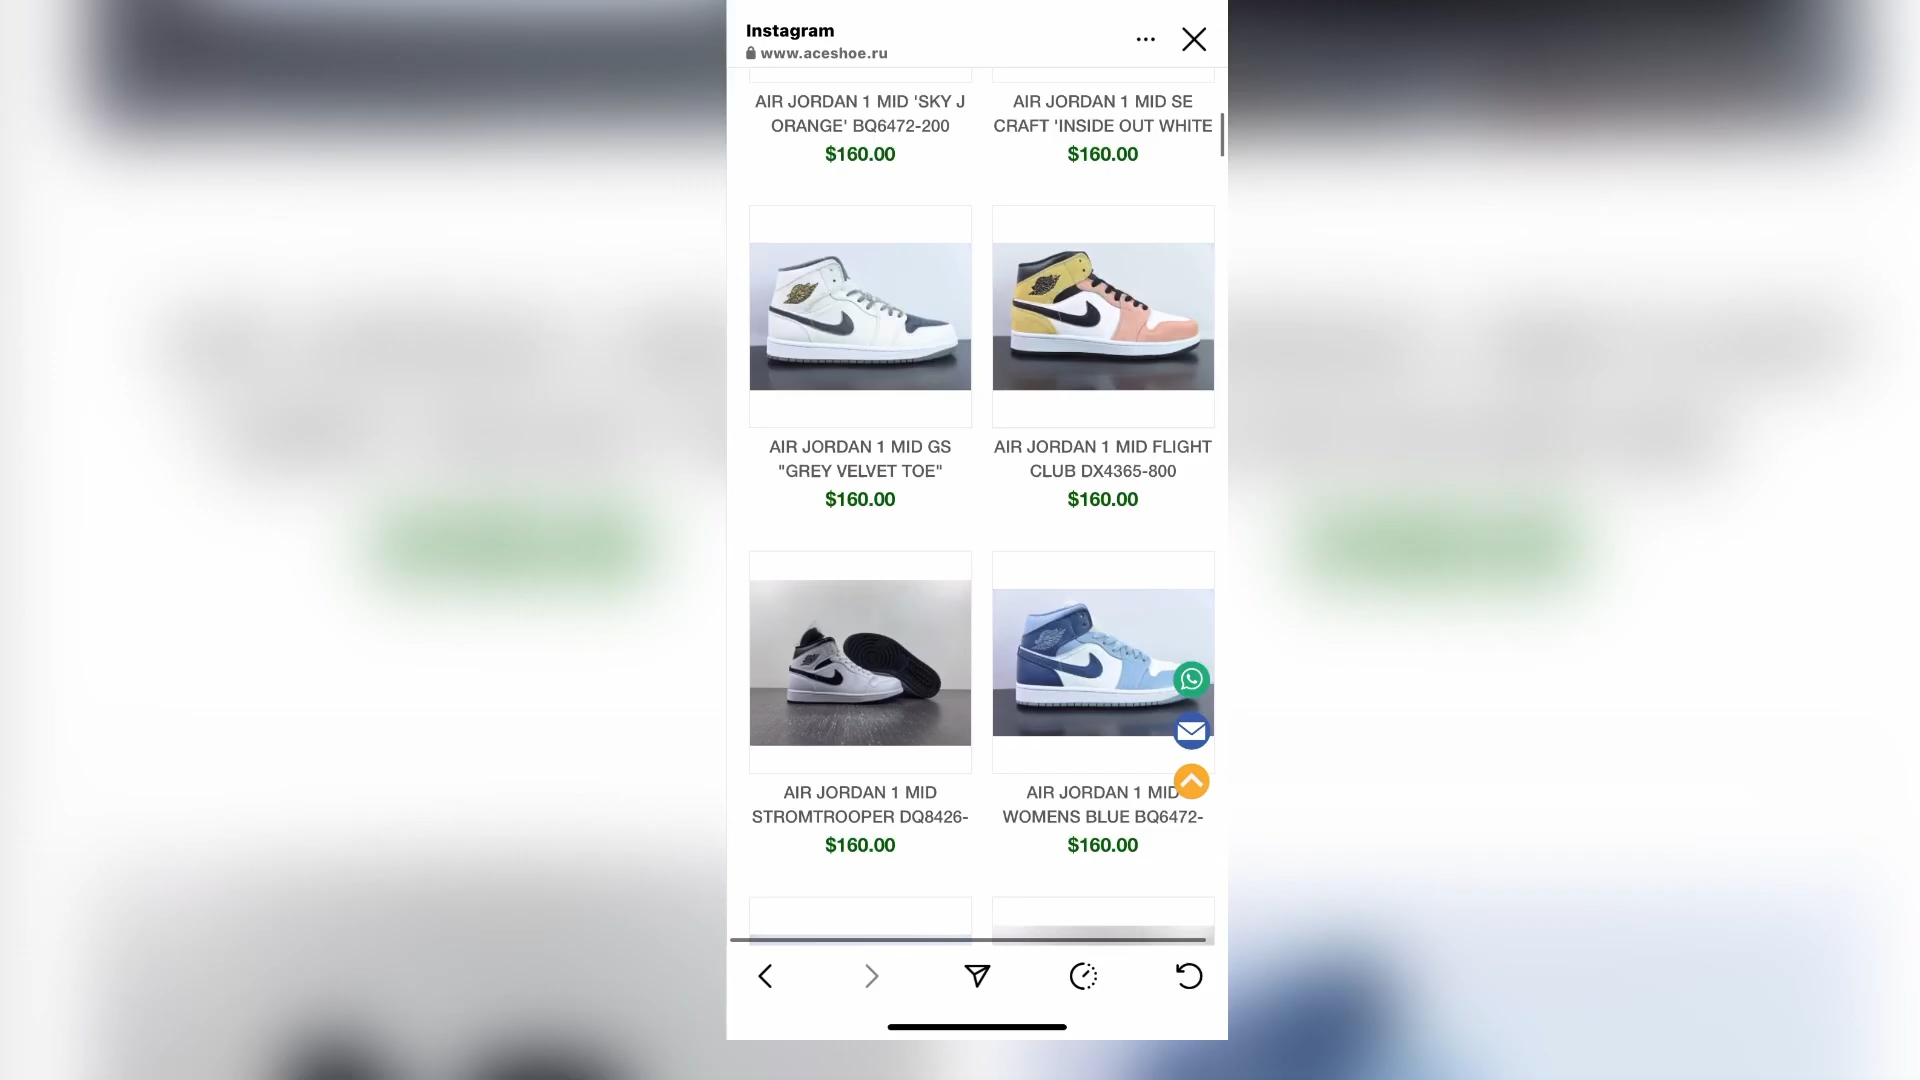 Instagram
www.aceshoe.ru
AIR JORDAN 1 MID 'SKY J
ORANGE' BQ6472-200
$160.00
AIR JORDAN 1 MID SE
CRAFT 'INSIDE OUT WHITE
$160.00
AIR JORDAN 1 MID GS
"GREY VELVET TOE"
$160.00
AIR JORDAN 1 MID FLIGHT
CLUB DX4365-800
$160.00
AIR JORDAN 1 MID
STROMTROOPER DQ8426-
$160.00
AIR JORDAN 1 MID
WOMENS BLUE BQ6472-
$160.00